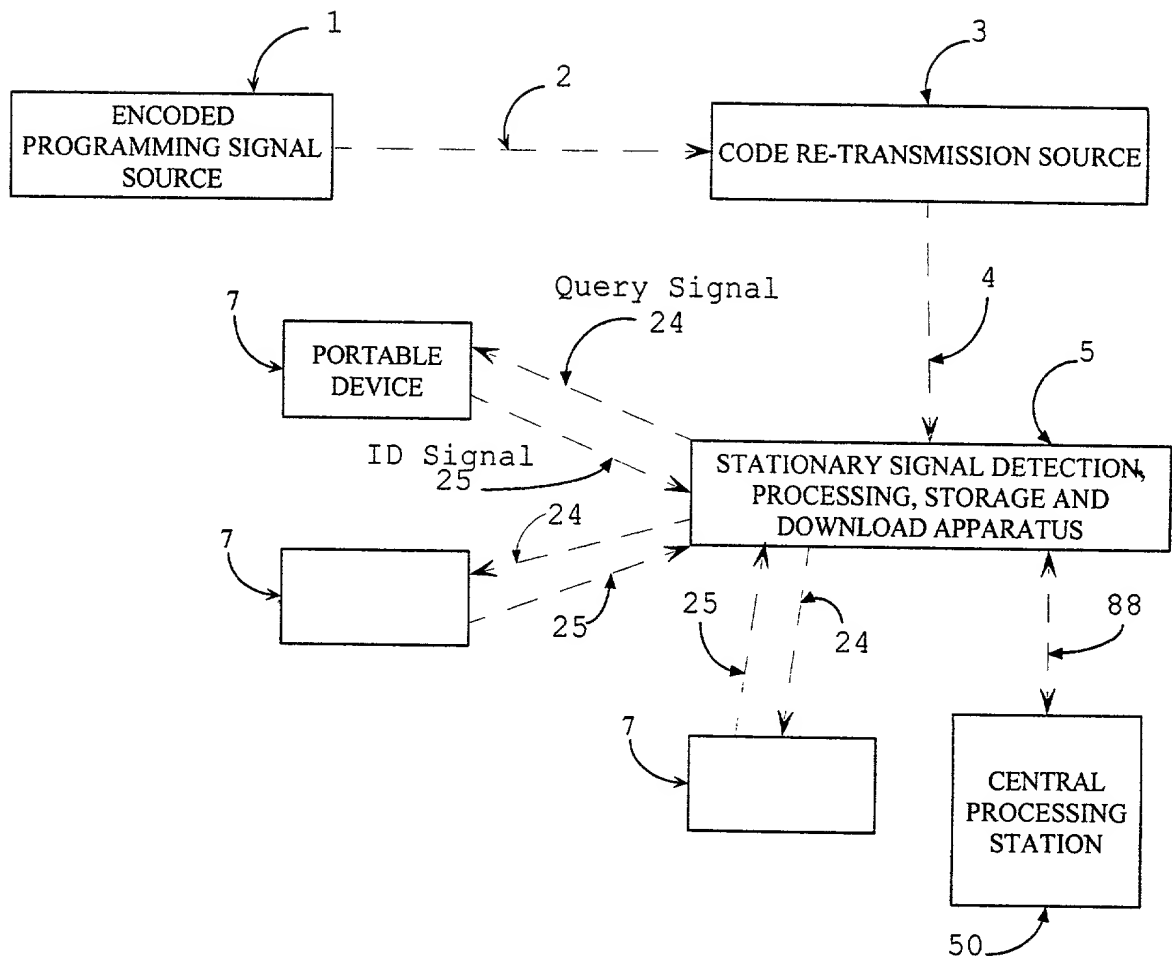 1
2
3
ENCODED
PROGRAMMING SIGNAL
SOURCE
CODE RE-TRANSMISSION SOURCE
4
Query Signal
24
7
PORTABLE
DEVICE
5
ID Signal
25
STATIONARY SIGNAL DETECTION,
PROCESSING, STORAGE AND
DOWNLOAD APPARATUS
24
7
25
25
24
88
7
CENTRAL
PROCESSING
STATION
50